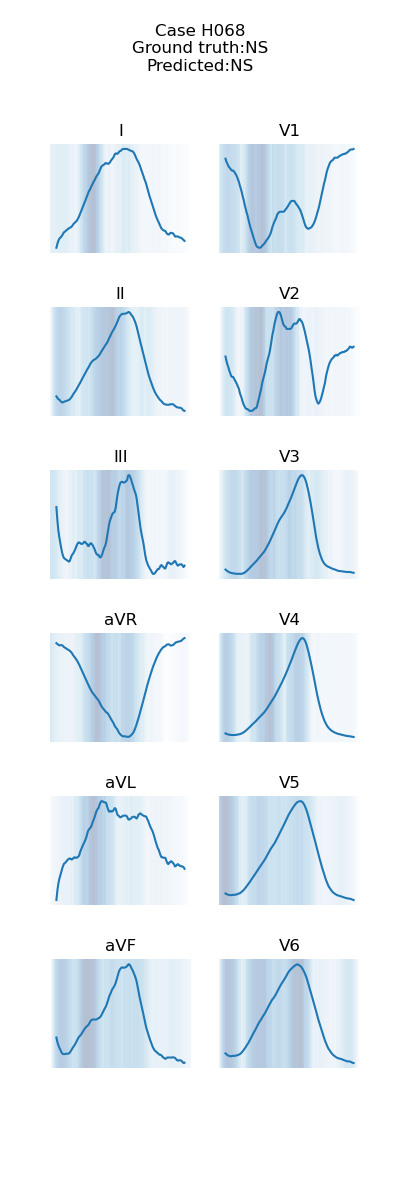 Case H068
Ground truth:NS
Predicted:NS
I
V1
II
V2
III
V3
aVR
V4
aVL
V5
aVF
V6